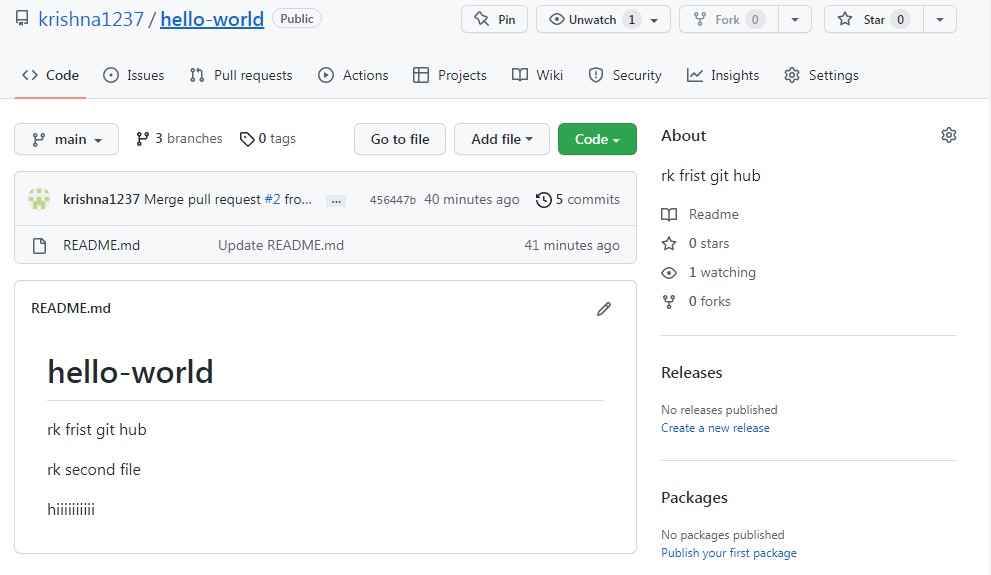 krishna1237 / hello-world Public Pin Unwatch 1 Fork 0 Star 0
Code Issues Pull requests Actions Projects Wiki Security Insights Settings
main 3 branches 0 tags Go to file Add file Code
krishna1237 Merge pull request #2 fro... ... 456447b 40 minutes ago 5 commits
README.md Update README.md 41 minutes ago
README.md
hello-world
rk frist git hub
rk second file
hiiiiiiiiii
About
rk frist git hub
Readme
0 stars
1 watching
0 forks
Releases
No releases published
Create a new release
Packages
No packages published
Publish your first package